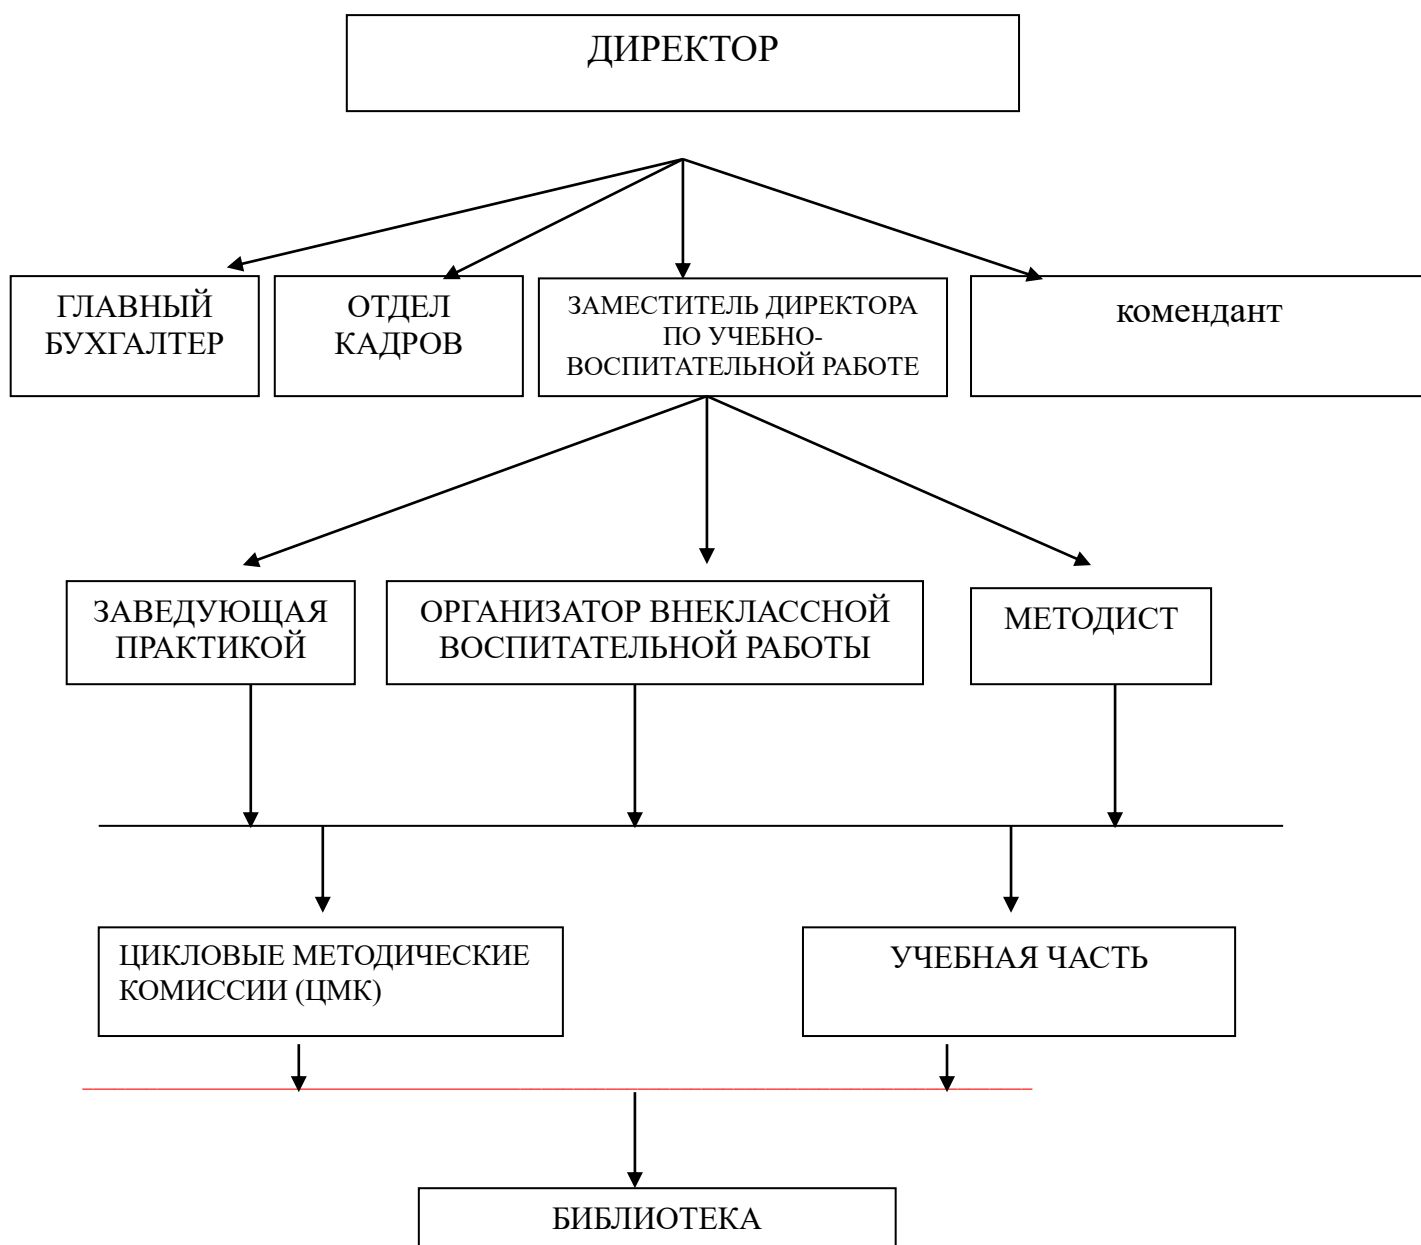 ДИРЕКТОР
ГЛАВНЫЙ
БУХГАЛТЕР
ОТДЕЛ
КАДРОВ
ЗАМЕСТИТЕЛЬ ДИРЕКТОРА
ПО УЧЕБНО-
ВОСПИТАТЕЛЬНОЙ РАБОТЕ
комендант
ЗАВЕДУЮЩАЯ
ПРАКТИКОЙ
ОРГАНИЗАТОР ВНЕКЛАССНОЙ
ВОСПИТАТЕЛЬНОЙ РАБОТЫ
МЕТОДИСТ
ЦИКЛОВЫЕ МЕТОДИЧЕСКИЕ
КОМИССИИ (ЦМК)
УЧЕБНАЯ ЧАСТЬ
БИБЛИОТЕКА